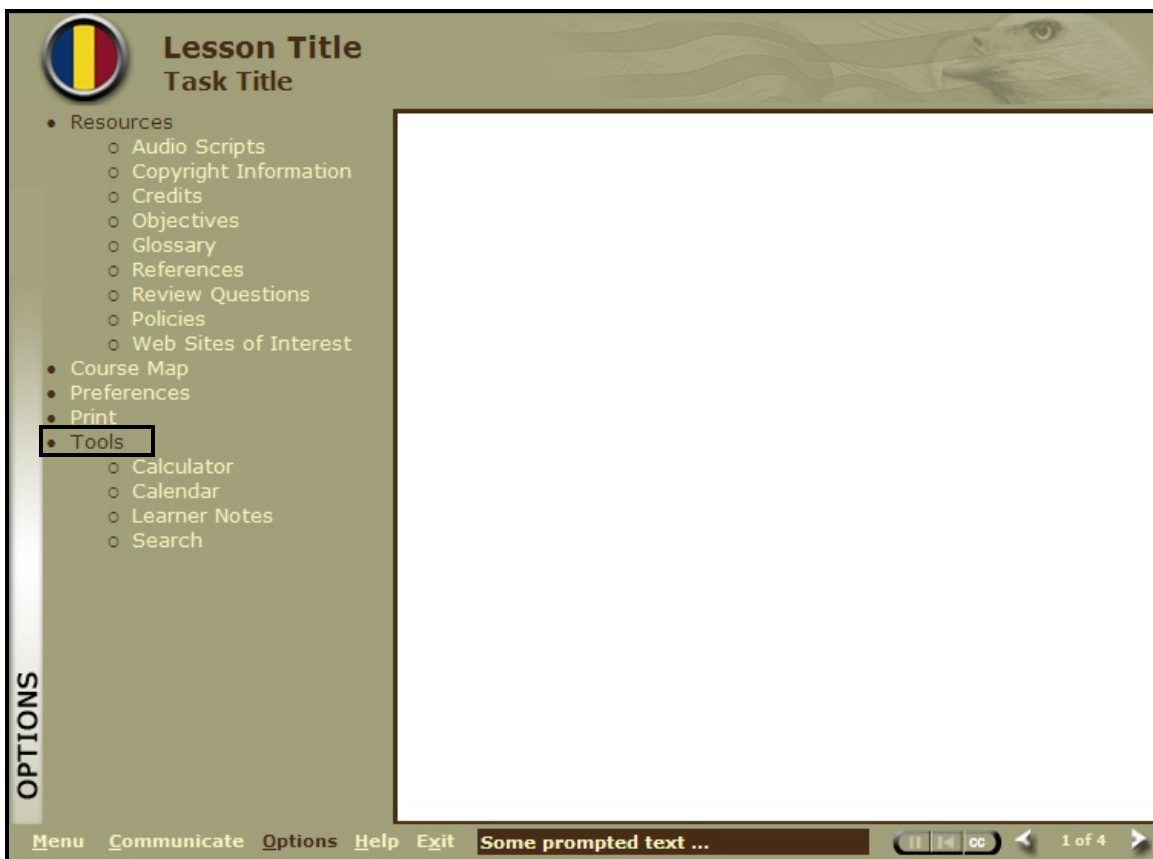 Lesson Title
Task Title
Resources
Audio Scripts
Copyright Information
Credits
Objectives
Glossary
References
Review Questions
Policies
Web Sites of Interest
Course Map
Preferences
Print
Tools
Calculator
Calendar
Learner Notes
Search
OPTIONS
Menu Communicate Options Help Exit Some prompted text ... CC 1 of 4